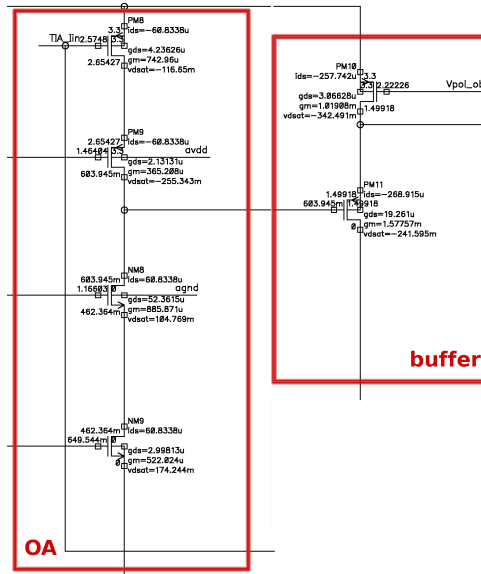 PM8
3.3 ids=-60.8338u
TIA_Iin 2.5748 3.3
gds=4.23626u
gm=742.96u
2.65427 vdsat=-116.65m
PM9
2.65427 ids=-60.8338u
1.46404 3.3 avdd
gds=2.13131u
gm=365.208u
603.945m vdsat=-255.343m
NM8
603.945m ids=60.8338u
1.16603 0 agnd
gds=52.3615u
gm=885.871u
462.364m vdsat=104.769m
NM9
462.364m ids=60.8338u
649.544m 0
gds=2.99813u
gm=522.024u
0 vdsat=174.244m
OA
PM10
ids=-257.742u 3.3
3.3 2.22226 Vpol_ob
gds=3.06628u
gm=1.01908m 1.49918
vdsat=-342.491m
PM11
1.49918 ids=-268.915u
603.945m 1.49918
gds=19.261u
gm=1.57757m
0 vdsat=-241.595m
buffer